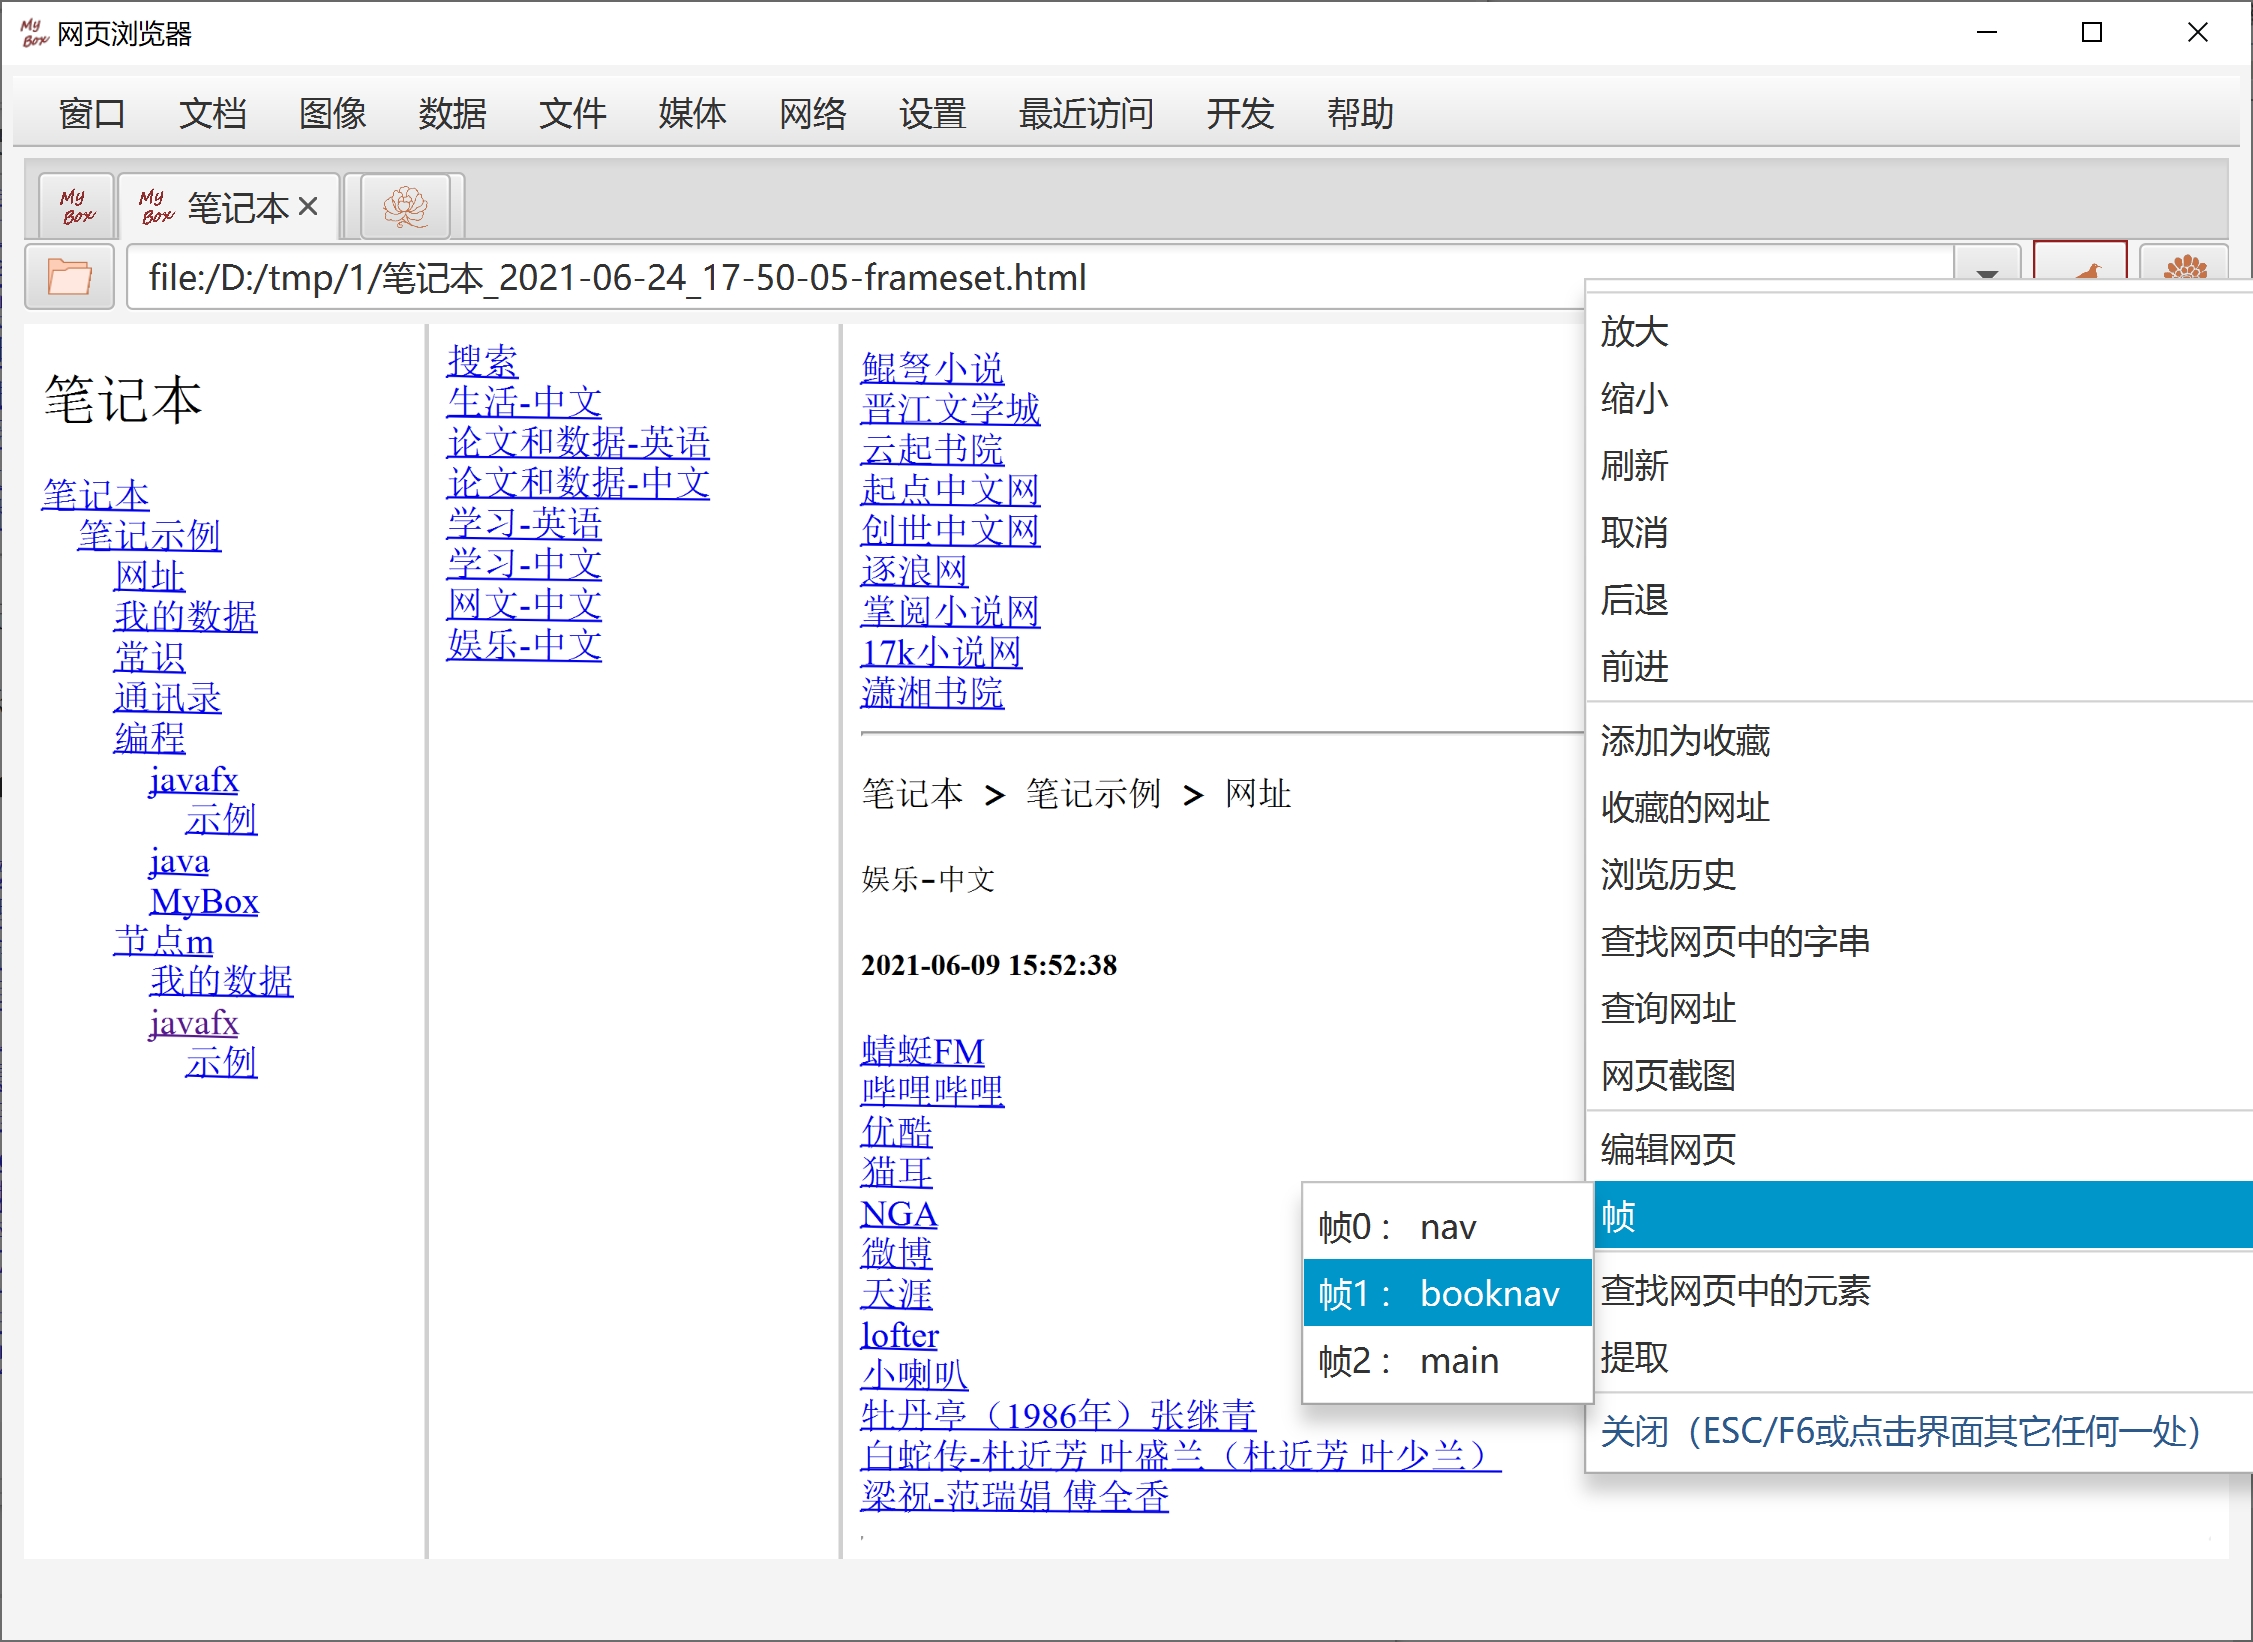 My Box 网页浏览器
窗口 文档 图像 数据 文件 媒体 网络 设置 最近访问 开发 帮助
My Box
My Box 笔记本
file:/D:/tmp/1/笔记本_2021-06-24_17-50-05-frameset.html
笔记本
笔记本
笔记示例
网址
我的数据
常识
通讯录
编程
javafx
示例
java
MyBox
节点m
我的数据
javafx
示例
搜索
生活-中文
论文和数据-英语
论文和数据-中文
学习-英语
学习-中文
网文-中文
娱乐-中文
鲲弩小说
晋江文学城
云起书院
起点中文网
创世中文网
逐浪网
掌阅小说网
17k小说网
潇湘书院
笔记本 > 笔记示例 > 网址
娱乐-中文
2021-06-09 15:52:38
蜻蜓FM
哔哩哔哩
优酷
猫耳
NGA
微博
天涯
lofter
小喇叭
牡丹亭（1986年）张继青
白蛇传-杜近芳 叶盛兰（杜近芳 叶少兰）
梁祝-范瑞娟 傅全香
放大
缩小
刷新
取消
后退
前进
添加为收藏
收藏的网址
浏览历史
查找网页中的字串
查询网址
网页截图
编辑网页
帧
帧0： nav
帧1： booknav
帧2： main
查找网页中的元素
提取
关闭（ESC/F6或点击界面其它任何一处）